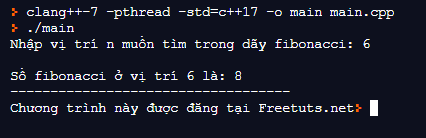 > clang++-7 -pthread -std=c++17 -o main main.cpp
> ./main
Nhập vị trí n muốn tìm trong dãy fibonacci: 6
Số fibonacci ở vị trí 6 là: 8
-----------------------------------
Chương trình này được đăng tại Freetuts.net>